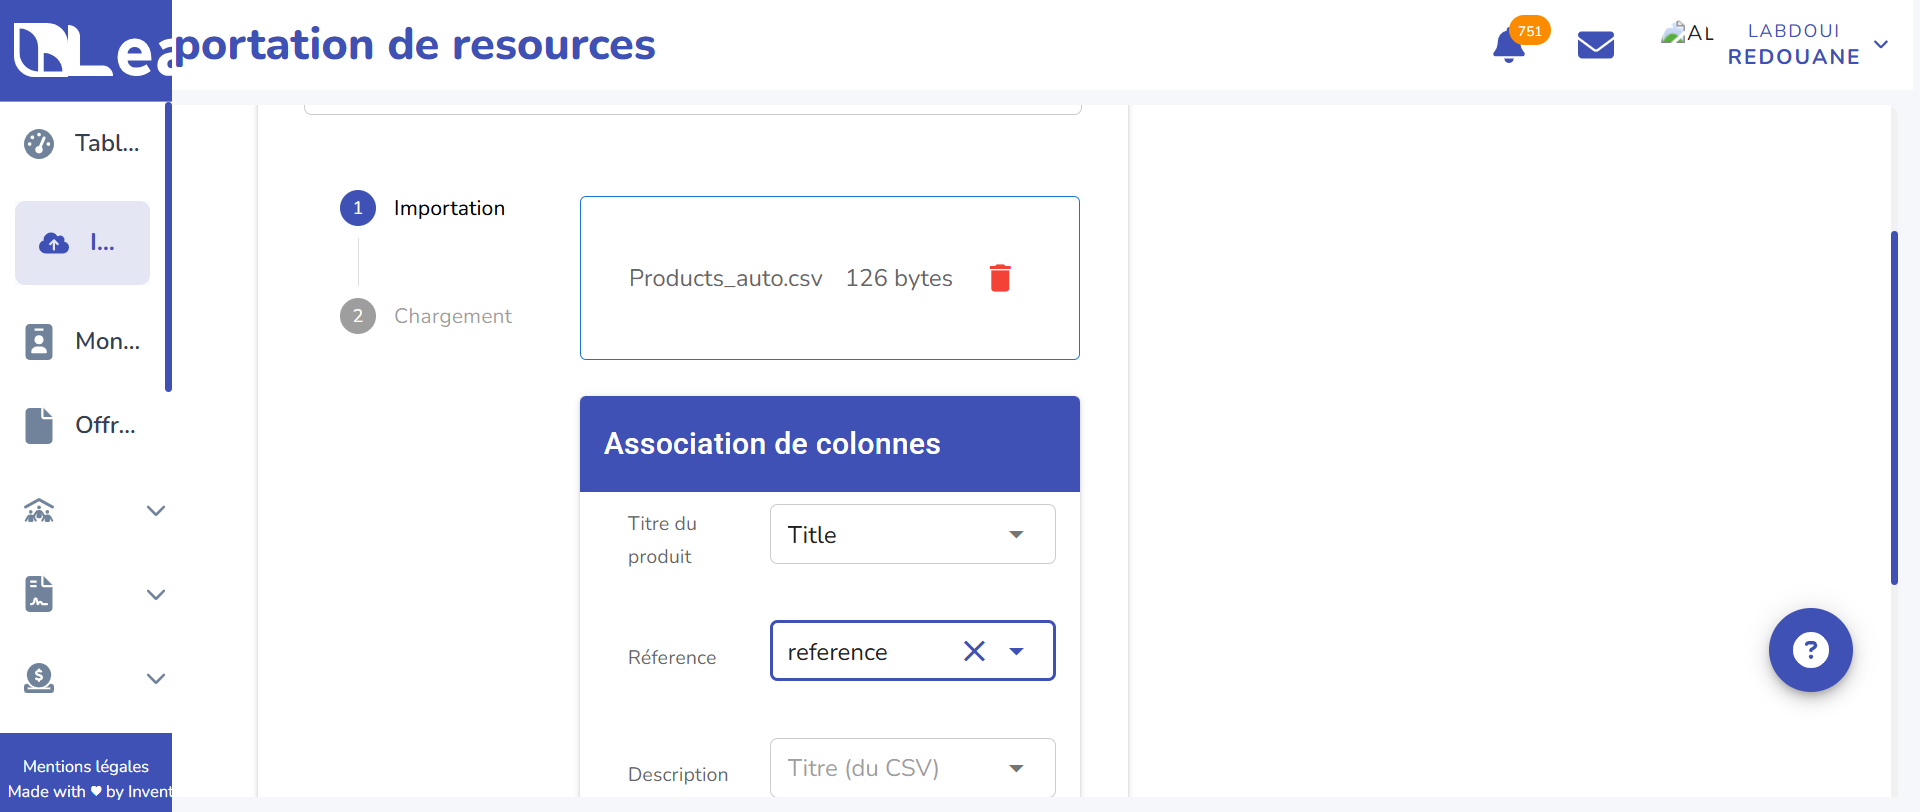 Lea
portation de resources
751
AL
LABDOUI
REDOUANE
Tabl...
I...
Mon...
Offr...
Mentions légales
Made with ♥ by Invent
1 Importation
2 Chargement
Products_auto.csv 126 bytes
Association de colonnes
Titre du
produit
Title
Réference
reference
Description
Titre (du CSV)
?